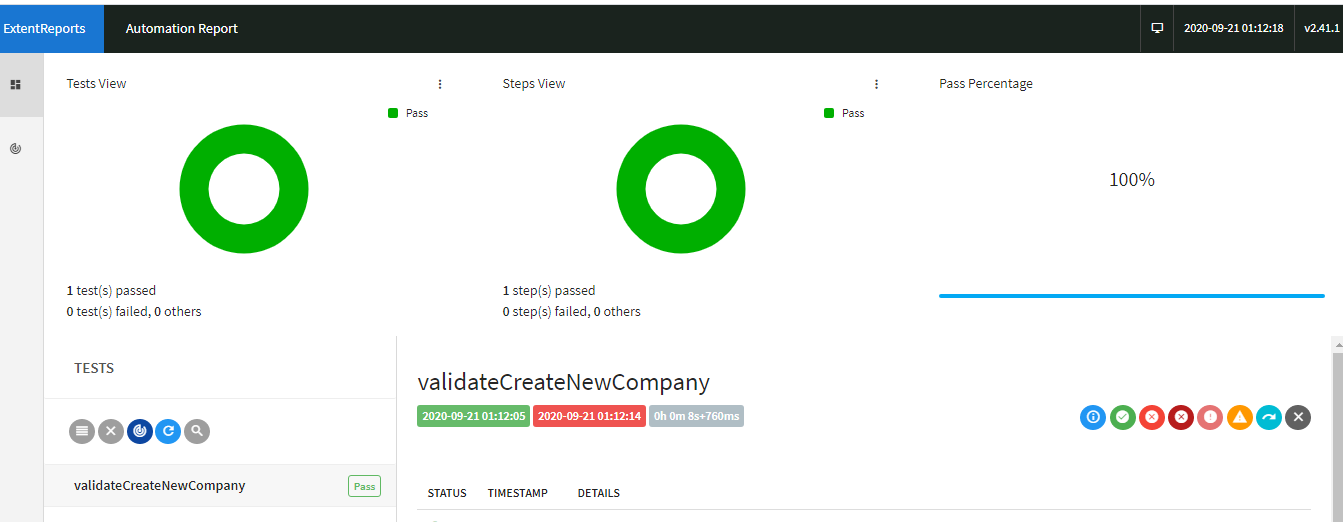 ExtentReports Automation Report 2020-09-21 01:12:18 v2.41.1
Tests View Steps View Pass Percentage
Pass Pass
100%
1 test(s) passed 1 step(s) passed
0 test(s) failed, 0 others 0 step(s) failed, 0 others
TESTS
validateCreateNewCompany
2020-09-21 01:12:05 2020-09-21 01:12:14 0h 0m 8s+760ms
validateCreateNewCompany Pass
STATUS TIMESTAMP DETAILS